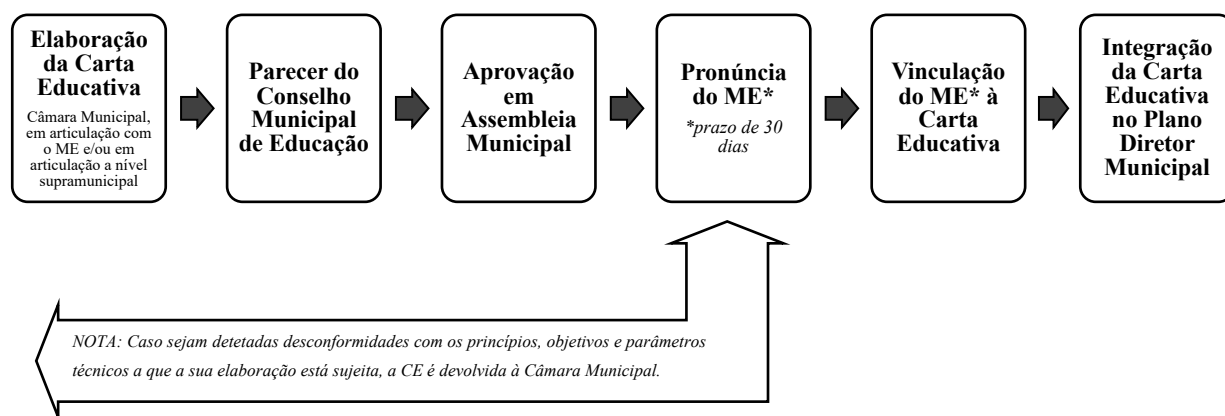 Elaboração
da Carta
Educativa
Câmara Municipal,
em articulação com
o ME e/ou em
articulação a nível
supramunicipal
Parecer do
Conselho
Municipal
de Educação
Aprovação
em
Assembleia
Municipal
Pronúncia
do ME*
*prazo de 30
dias
Vinculação
do ME* à
Carta
Educativa
Integração
da Carta
Educativa
no Plano
Diretor
Municipal
NOTA: Caso sejam detetadas desconformidades com os princípios, objetivos e parâmetros
técnicos a que a sua elaboração está sujeita, a CE é devolvida à Câmara Municipal.